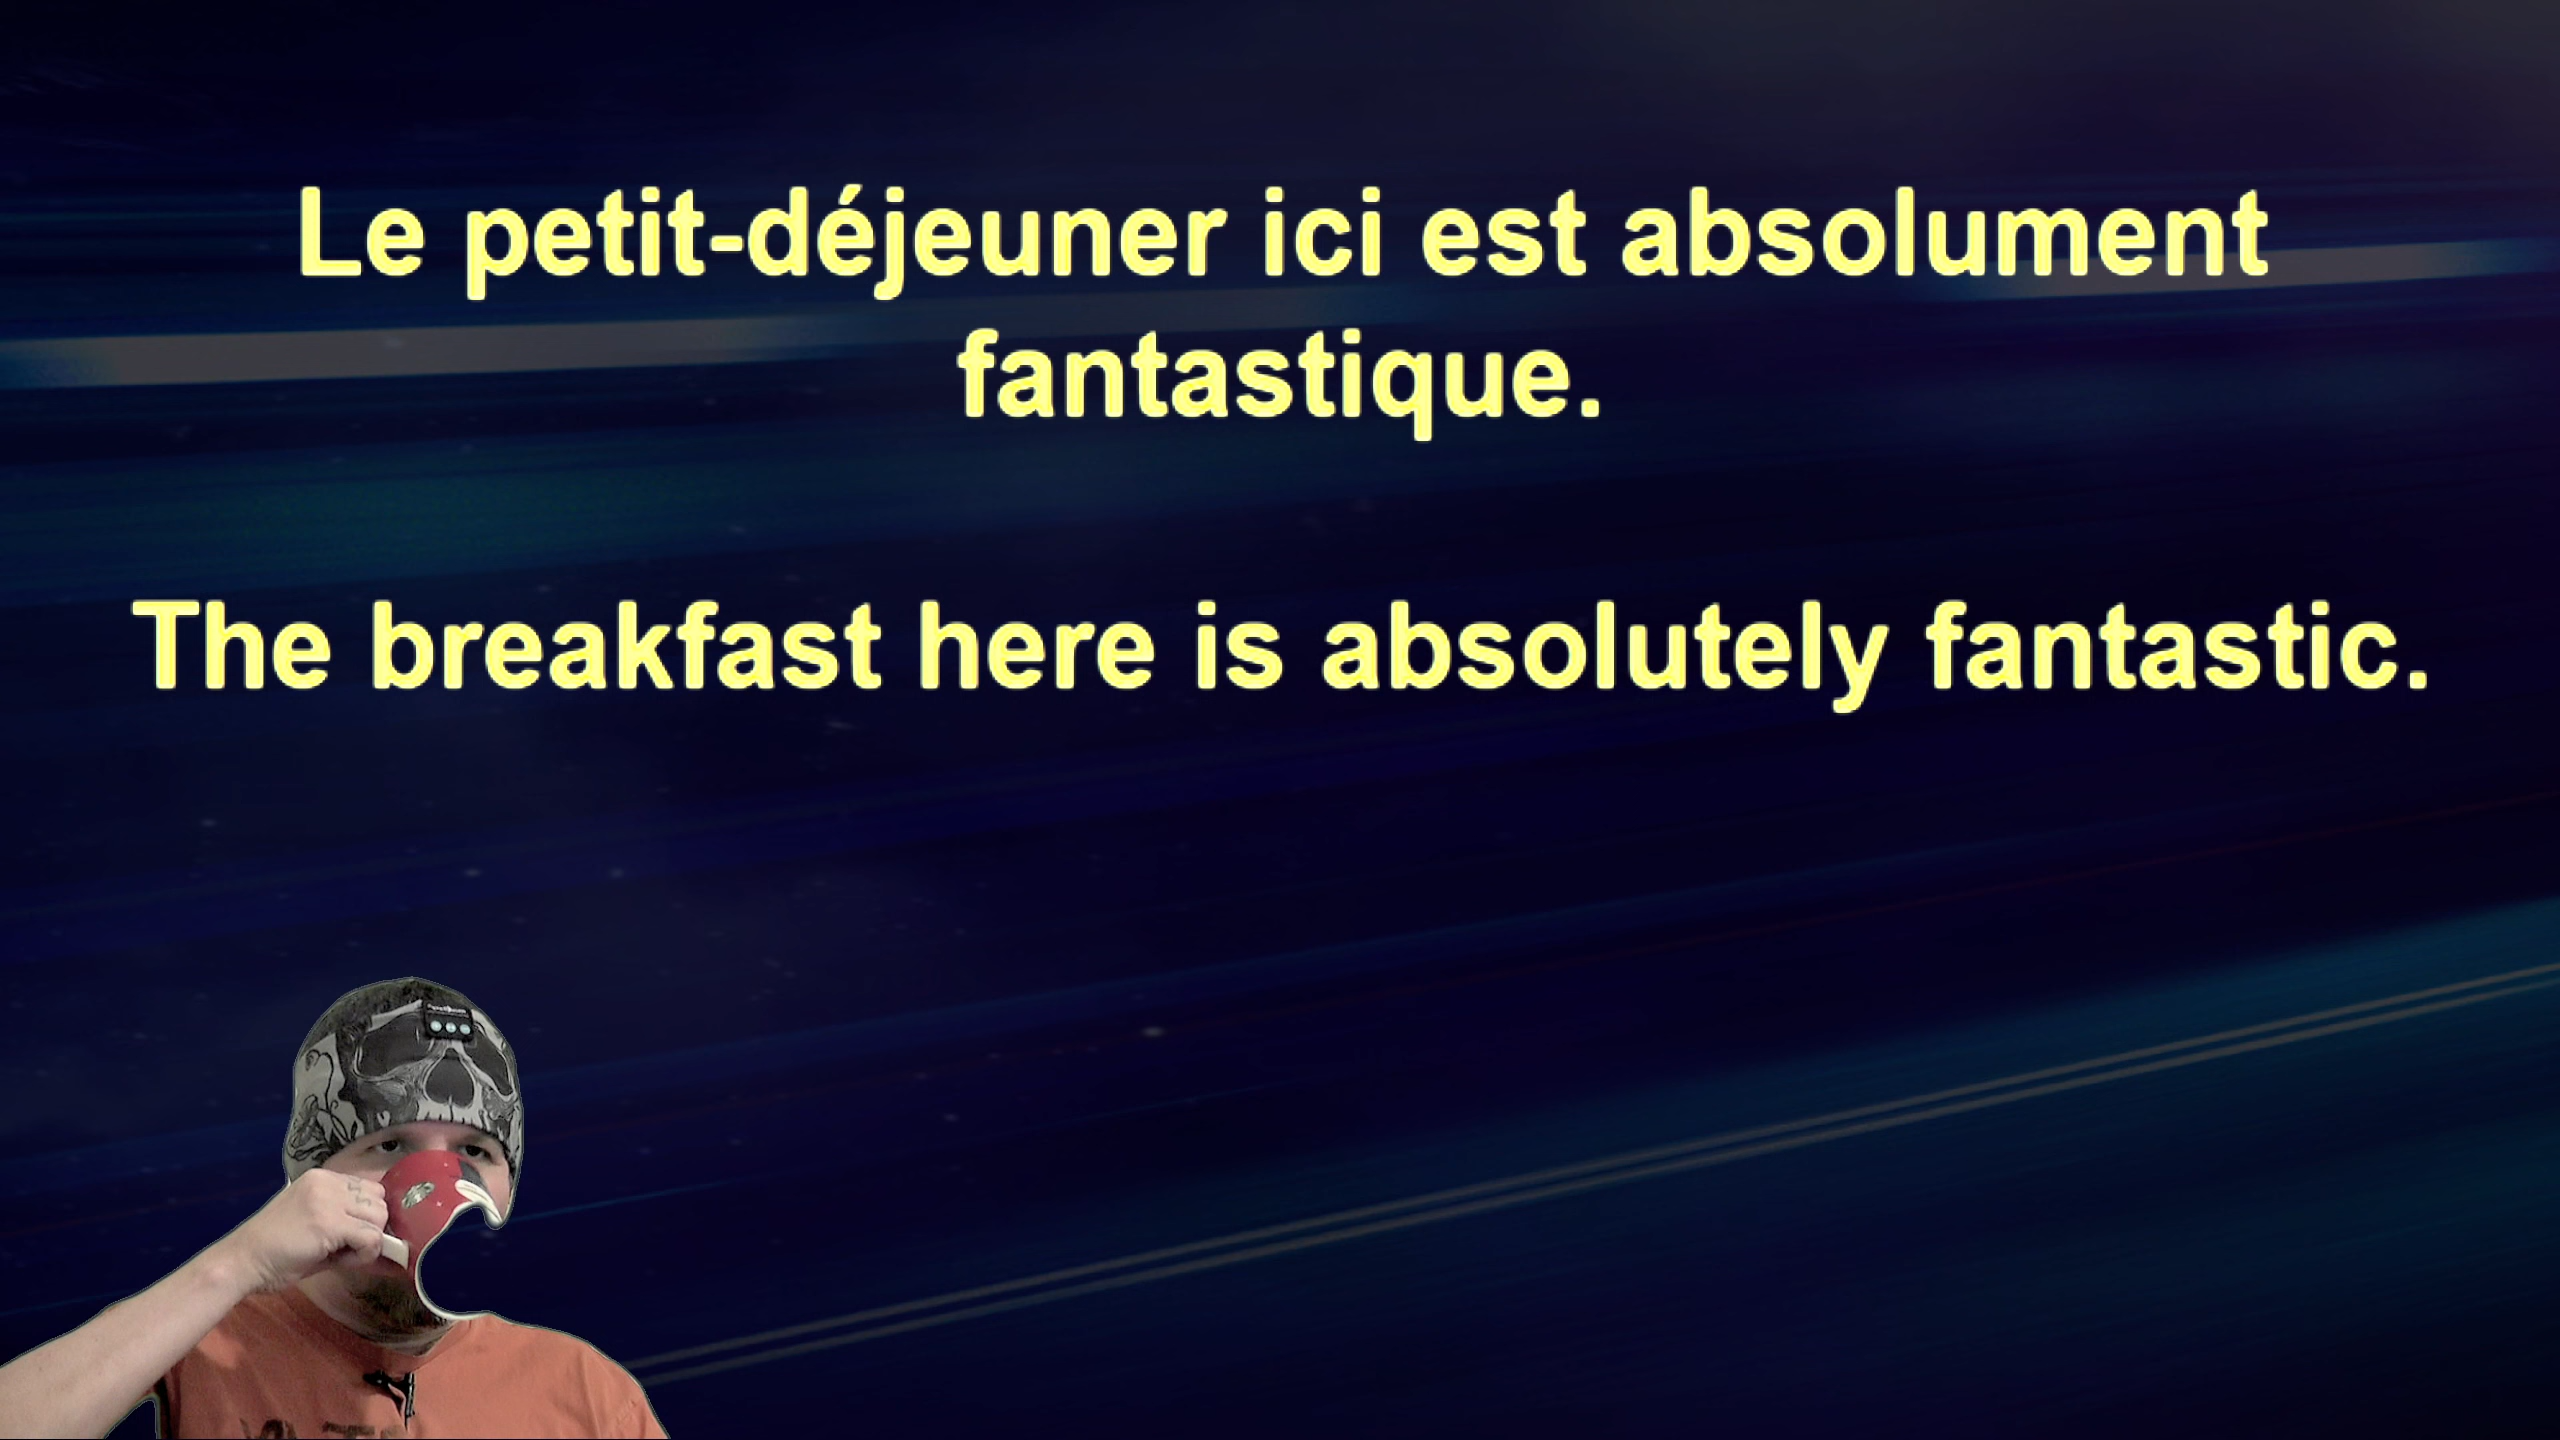 Le petit-déjeuner ici est absolument
fantastique.
The breakfast here is absolutely fantastic.